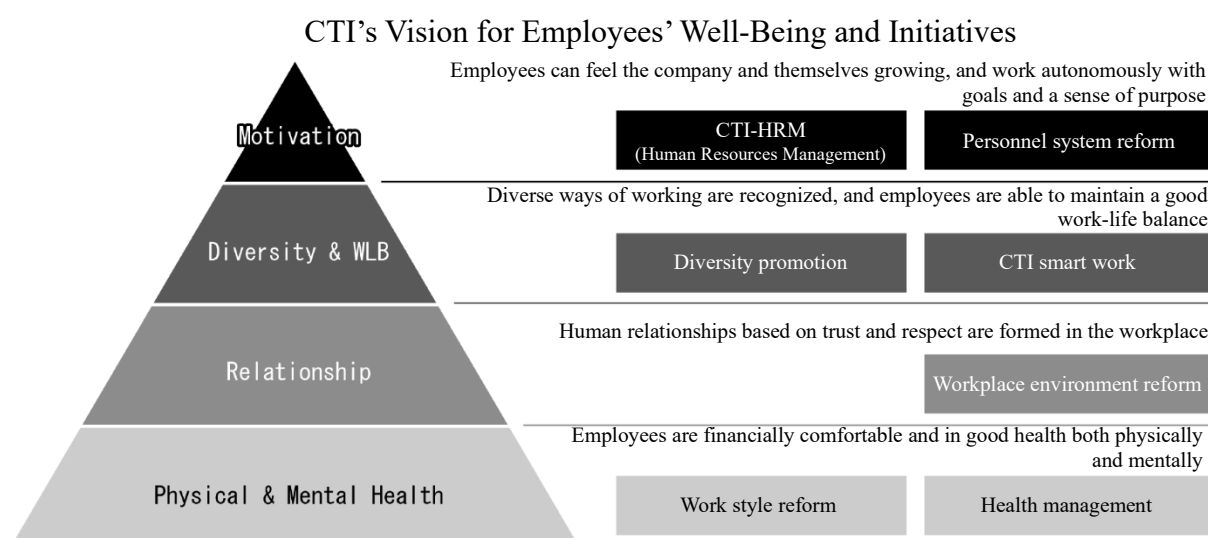 CTI’s Vision for Employees’ Well-Being and Initiatives
Employees can feel the company and themselves growing, and work autonomously with
goals and a sense of purpose
Motivation
CTI-HRM
(Human Resources Management)
Personnel system reform
Diverse ways of working are recognized, and employees are able to maintain a good
work-life balance
Diversity & WLB
Diversity promotion
CTI smart work
Human relationships based on trust and respect are formed in the workplace
Relationship
Workplace environment reform
Employees are financially comfortable and in good health both physically
and mentally
Physical & Mental Health
Work style reform
Health management